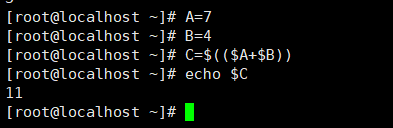 [root@localhost ~]# A=7
[root@localhost ~]# B=4
[root@localhost ~]# C=$(($A+$B))
[root@localhost ~]# echo $C
11
[root@localhost ~]#